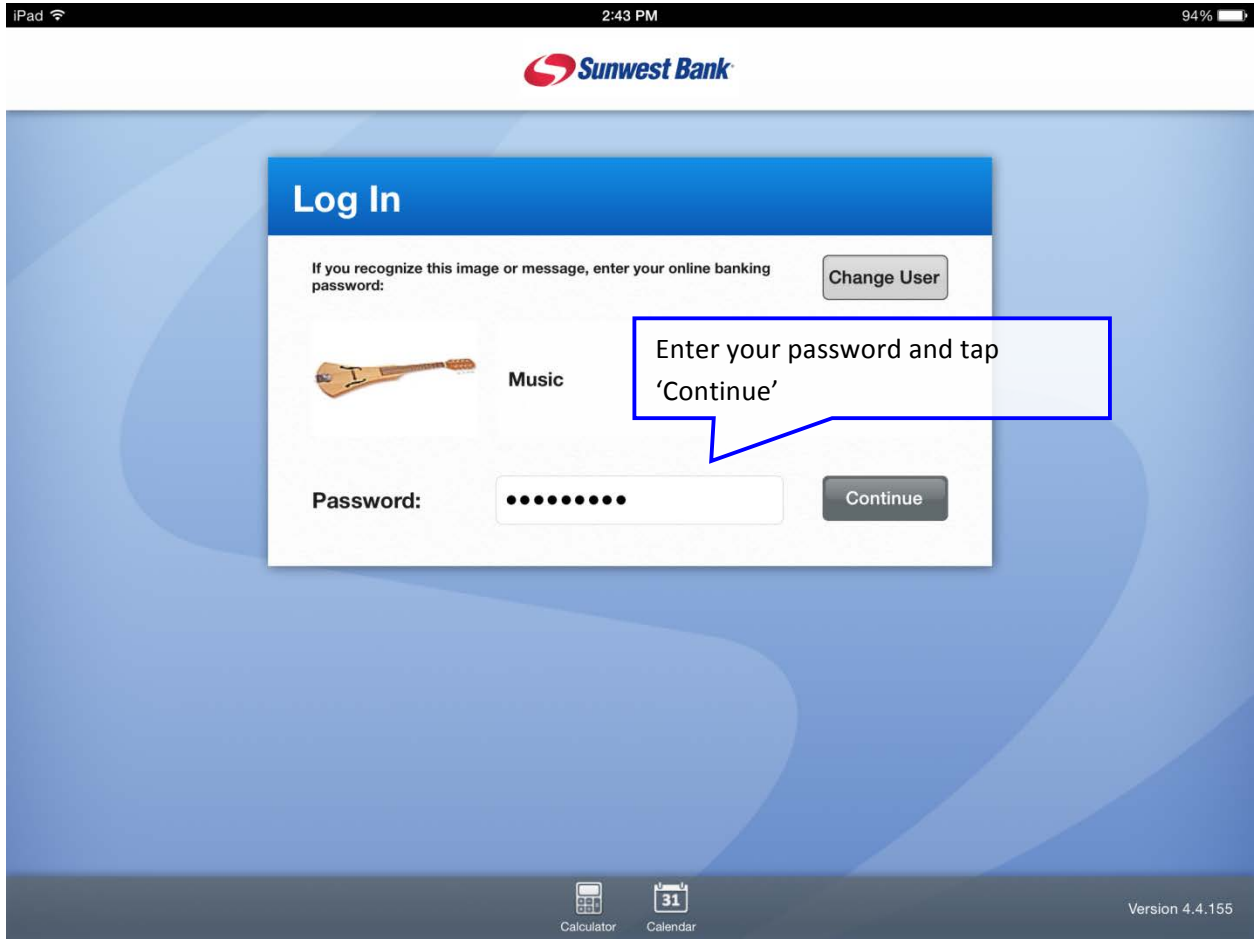 iPad 2:43 PM 94%
Sunwest Bank
Log In
If you recognize this image or message, enter your online banking
password:
Change User
Enter your password and tap
‘Continue’
Music
Password: ●●●●●●●●●
Continue
31
Calculator Calendar
Version 4.4.155